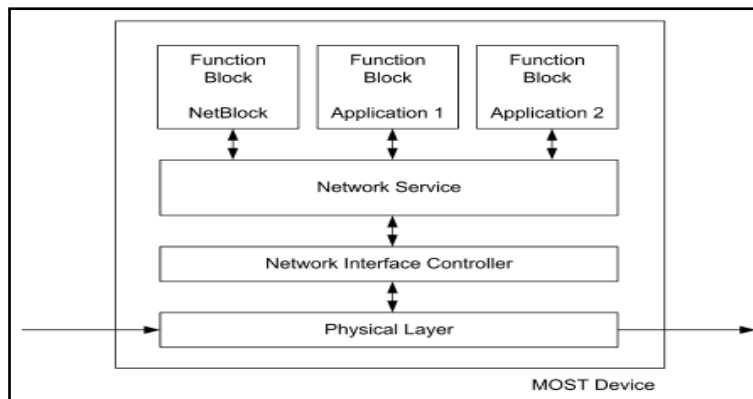 Function
Block
NetBlock
Function
Block
Application 1
Function
Block
Application 2
Network Service
Network Interface Controller
Physical Layer
MOST Device